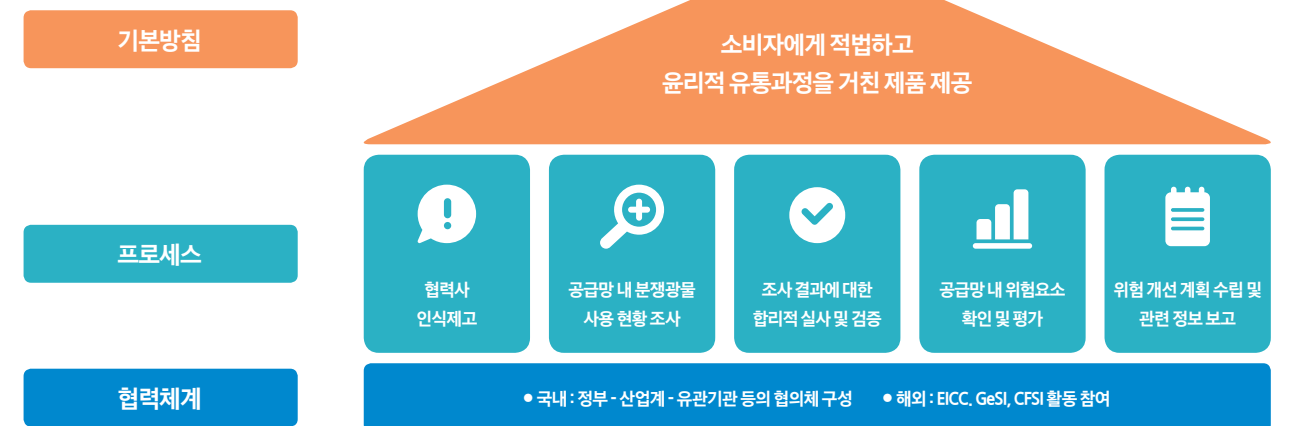 기본방침
소비자에게 적법하고
윤리적 유통과정을 거친 제품 제공
프로세스
협력사
인식제고
공급망 내 분쟁광물
사용 현황 조사
조사 결과에 대한
합리적 실사 및 검증
공급망 내 위험요소
확인 및 평가
위험 개선 계획 수립 및
관련 정보 보고
협력체계
● 국내 : 정부 - 산업계 - 유관기관 등의 협의체 구성 ● 해외 : EICC, GeSI, CFSI 활동 참여